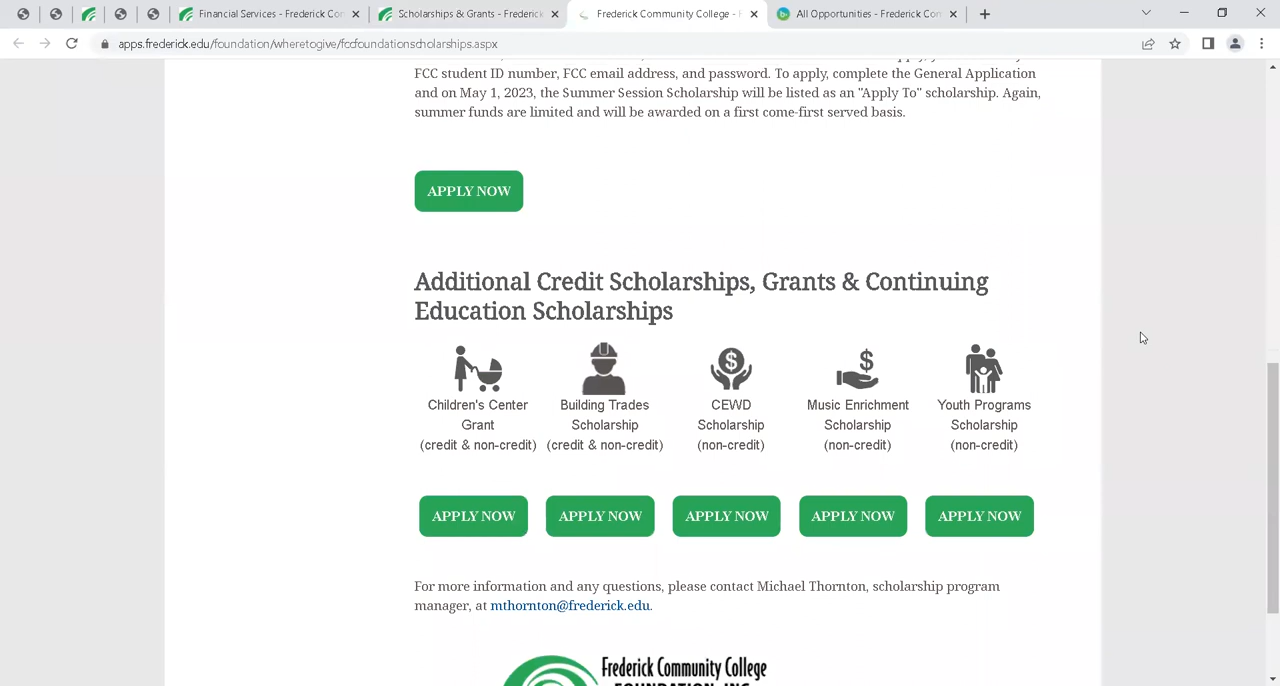 Financial Services - Frederick Con
Scholarships & Grants - Frederick
Frederick Community College -
All Opportunities - Frederick Con
apps.frederick.edu/foundation/wheretogive/fccfoundationscholarships.aspx
FCC student ID number, FCC email address, and password. To apply, complete the General Application
and on May 1, 2023, the Summer Session Scholarship will be listed as an "Apply To" scholarship. Again,
summer funds are limited and will be awarded on a first come-first served basis.
APPLY NOW
Additional Credit Scholarships, Grants & Continuing
Education Scholarships
Children's Center
Grant
(credit & non-credit)
Building Trades
Scholarship
(credit & non-credit)
CEWD
Scholarship
(non-credit)
Music Enrichment
Scholarship
(non-credit)
Youth Programs
Scholarship
(non-credit)
APPLY NOW
APPLY NOW
APPLY NOW
APPLY NOW
APPLY NOW
For more information and any questions, please contact Michael Thornton, scholarship program
manager, at mthornton@frederick.edu.
Frederick Community College
FOUNDATION, INC.